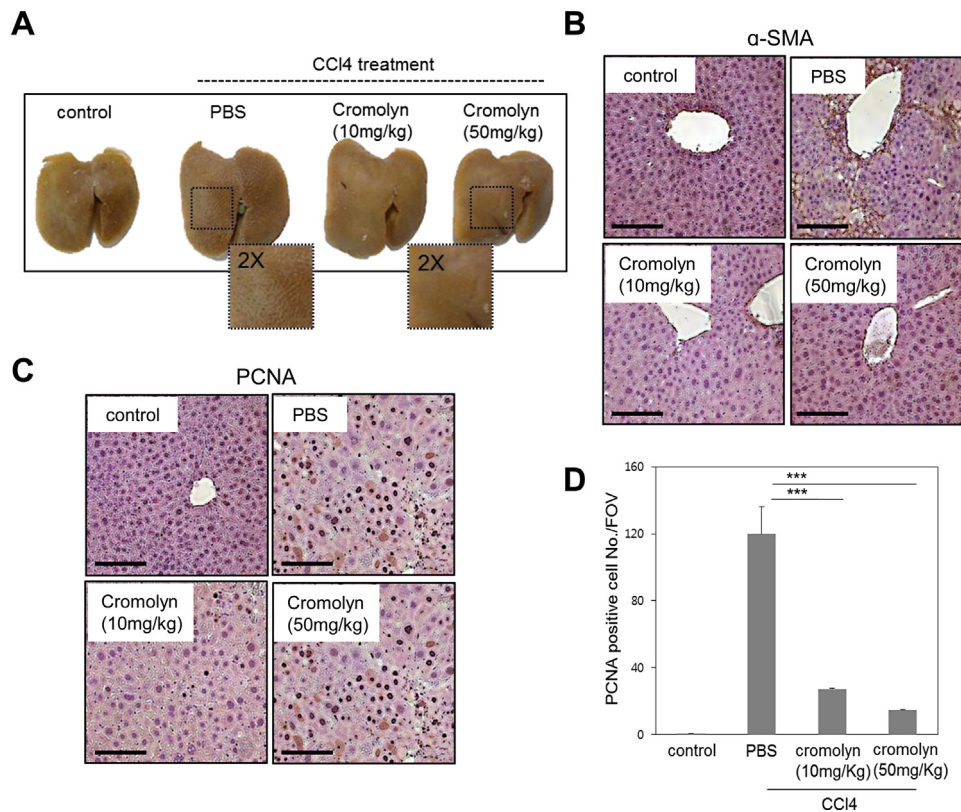 A
CCl4 treatment
control
PBS
Cromolyn
(10mg/kg)
Cromolyn
(50mg/kg)
2X
2X
B
α-SMA
control
PBS
Cromolyn
(10mg/kg)
Cromolyn
(50mg/kg)
C
PCNA
control
PBS
Cromolyn
(10mg/kg)
Cromolyn
(50mg/kg)
D
PCNA positive cell No./FOV
160
120
80
40
0
***
***
control
PBS
cromolyn
(10mg/Kg)
cromolyn
(50mg/Kg)
CCl4